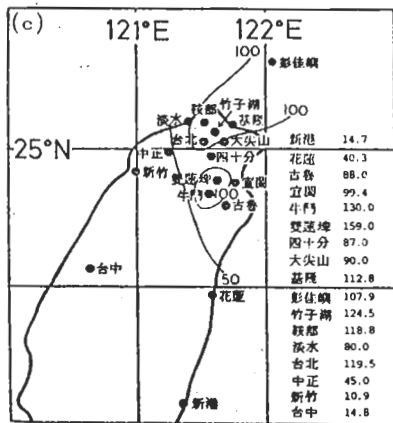 (c)
121°E 122°E
100
彭佳嶼
鞍部 竹子湖
淡水 基隆
100
台北 大尖山
25°N
中正 四十分
新竹
雙蓮埤 宜蘭
牛鬥 100
古魯
50
台中
花蓮
新港
新港 14.7
花蓮 40.3
古魯 88.0
宜蘭 99.4
牛鬥 130.0
雙蓮埤 159.0
四十分 87.0
大尖山 90.0
基隆 112.8
彭佳嶼 107.9
竹子湖 124.5
鞍部 118.8
淡水 80.0
台北 119.5
中正 45.0
新竹 10.9
台中 14.8